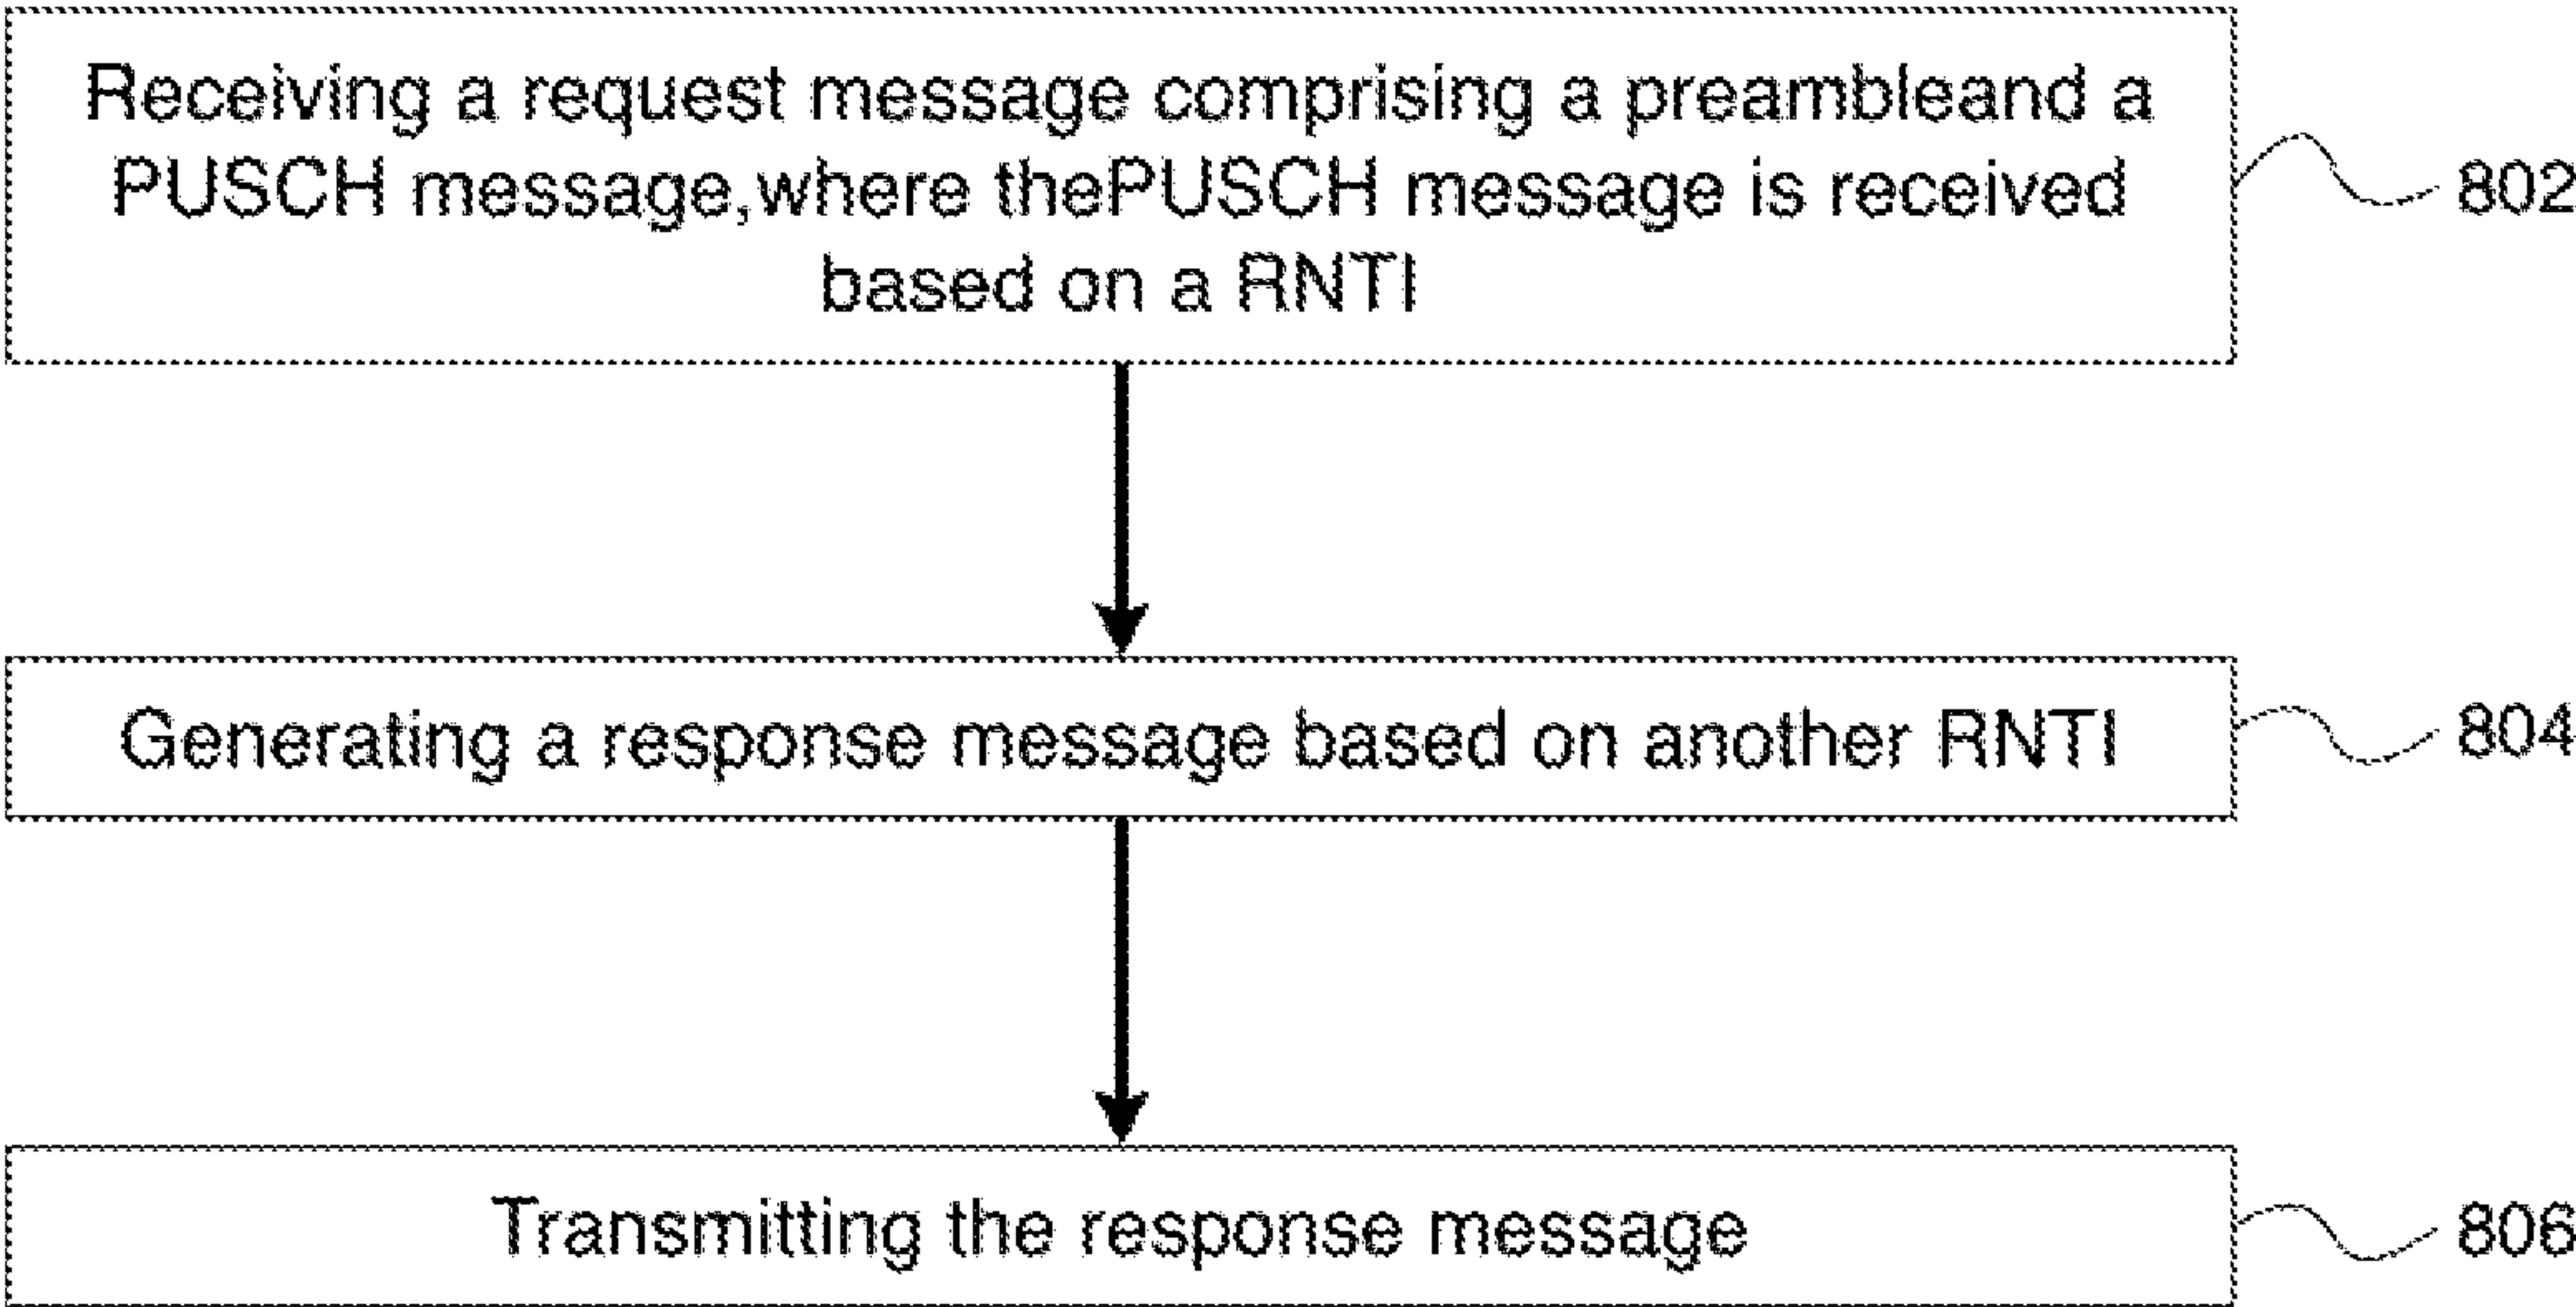 Receiving a request message comprising a preambleand a
PUSCH message,where thePUSCH message is received
based on a RNTI
802
Generating a response message based on another RNTI
804
Transmitting the response message
806